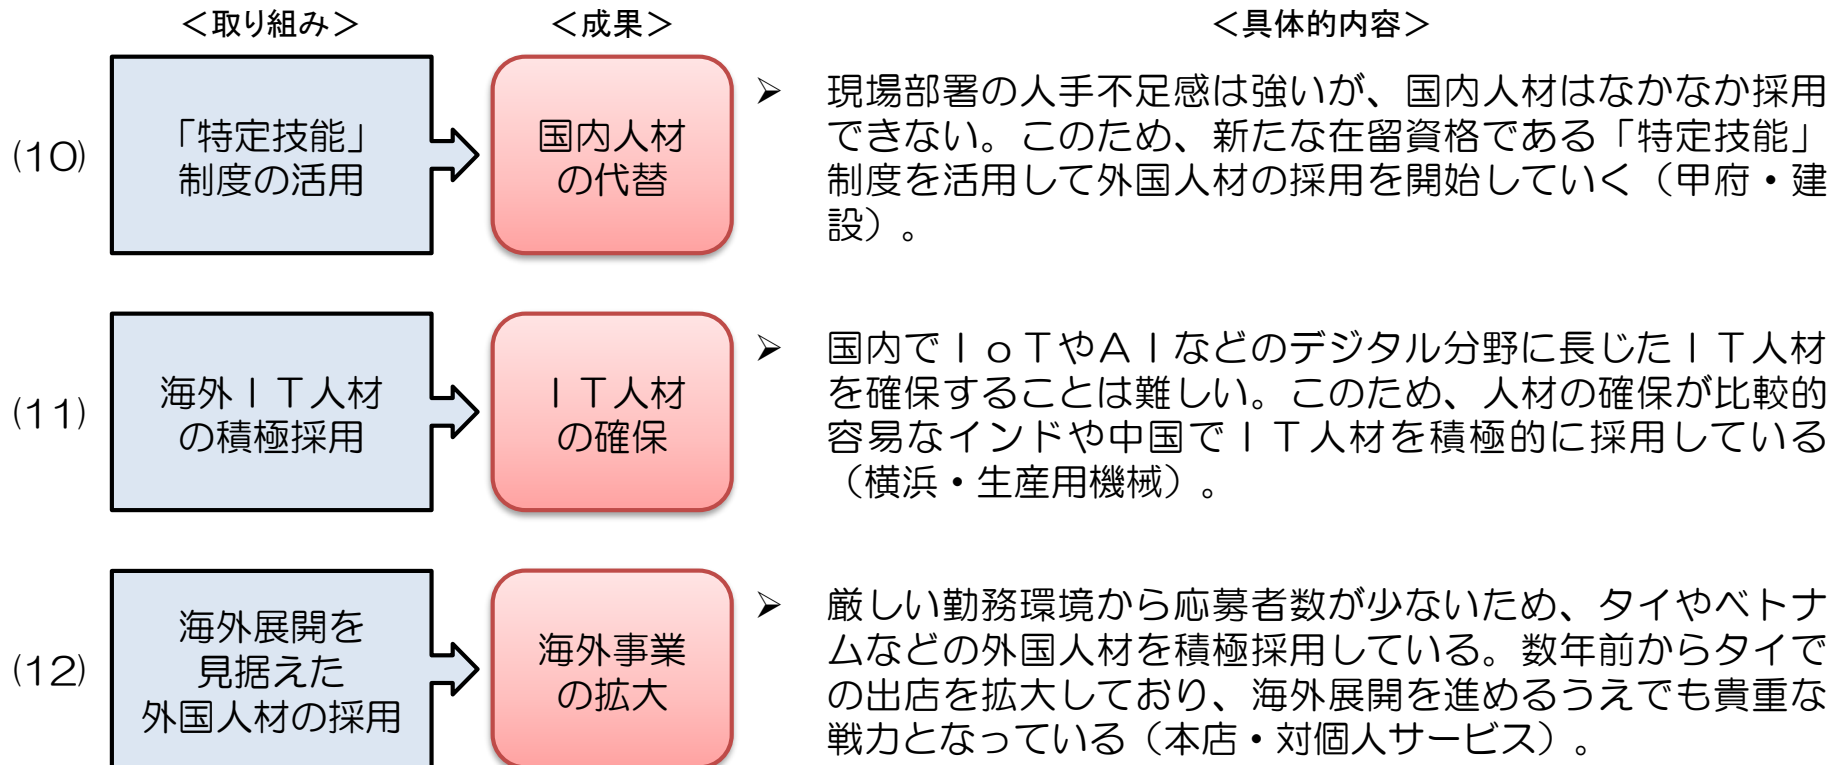 ＜取り組み＞ ＜成果＞ ＜具体的内容＞
(10)
「特定技能」
制度の活用
国内人材
の代替
➢ 現場部署の人手不足感は強いが、国内人材はなかなか採用
できない。このため、新たな在留資格である「特定技能」
制度を活用して外国人材の採用を開始していく（甲府・建
設）。
(11)
海外ＩＴ人材
の積極採用
ＩＴ人材
の確保
➢ 国内でＩｏＴやＡＩなどのデジタル分野に長じたＩＴ人材
を確保することは難しい。このため、人材の確保が比較的
容易なインドや中国でＩＴ人材を積極的に採用している
（横浜・生産用機械）。
(12)
海外展開を
見据えた
外国人材の採用
海外事業
の拡大
➢ 厳しい勤務環境から応募者数が少ないため、タイやベトナ
ムなどの外国人材を積極採用している。数年前からタイで
の出店を拡大しており、海外展開を進めるうえでも貴重な
戦力となっている（本店・対個人サービス）。